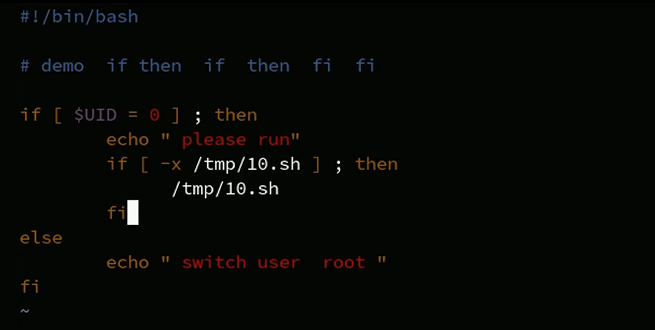 #!/bin/bash
# demo  if then  if  then  fi  fi
if [ $UID = 0 ] ; then
        echo " please run"
        if [ -x /tmp/10.sh ] ; then
              /tmp/10.sh
        fi
else
        echo " switch user  root "
fi
~